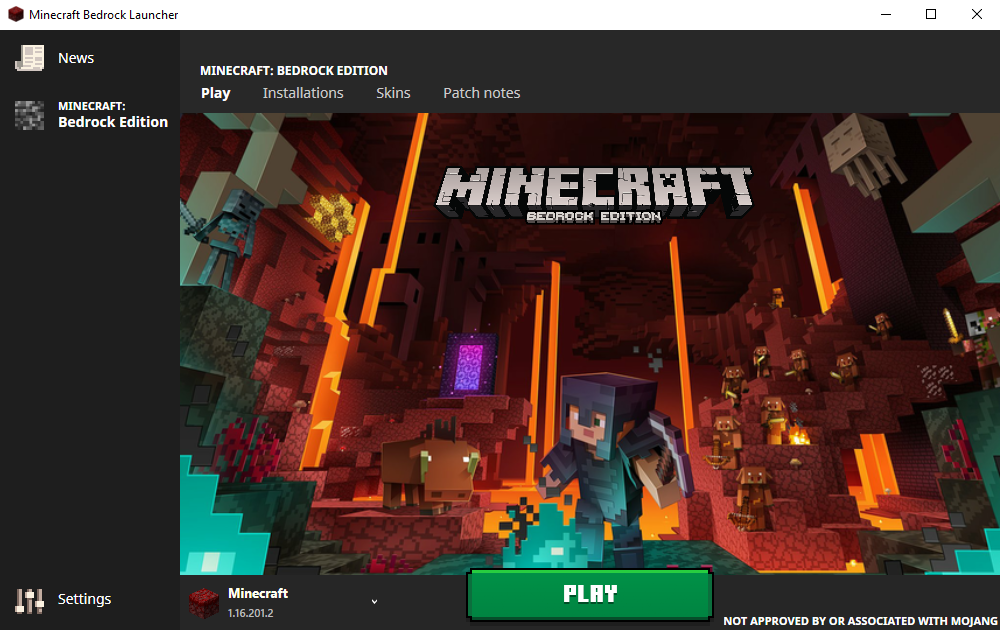 Minecraft Bedrock Launcher
News
MINECRAFT:
Bedrock Edition
MINECRAFT: BEDROCK EDITION
Play Installations Skins Patch notes
MINECRAFT
BEDROCK EDITION
Settings
Minecraft
1.16.201.2
PLAY
NOT APPROVED BY OR ASSOCIATED WITH MOJANG